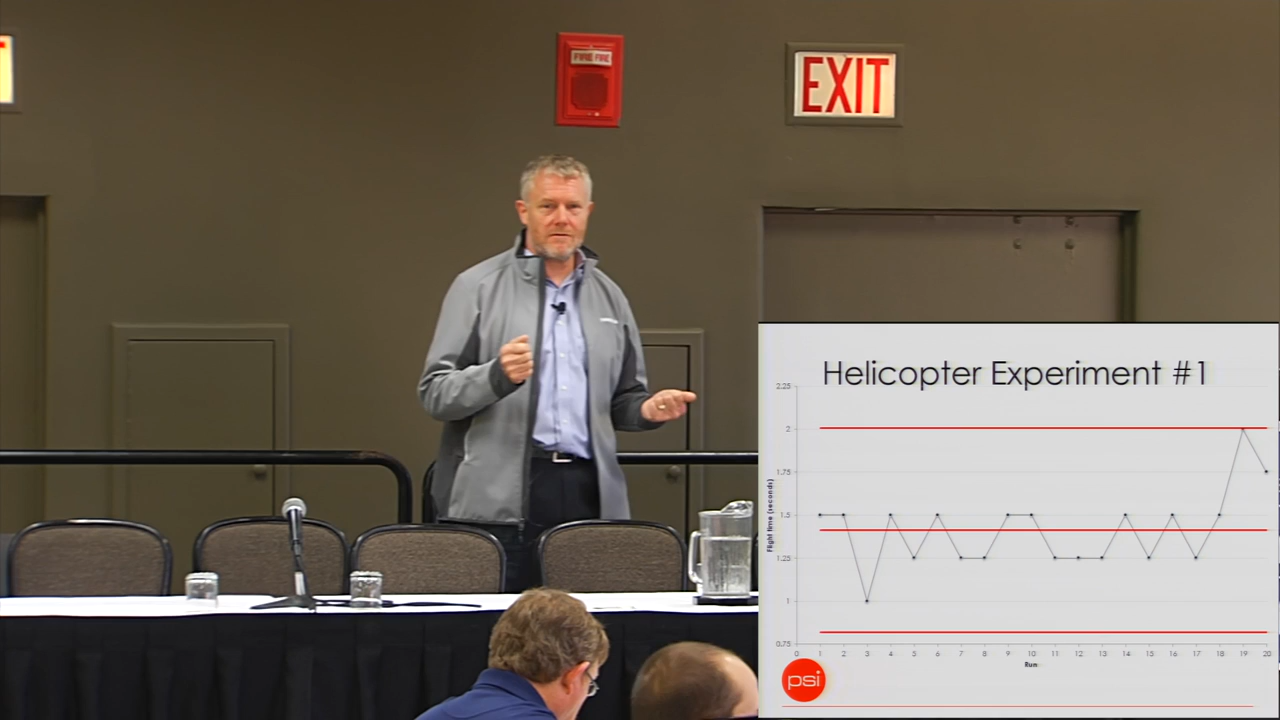 FIRE FIRE
EXIT
Helicopter Experiment #1
2.25
2
1.75
1.5
1.25
1
0.75
Flight time (seconds)
0 1 2 3 4 5 6 7 8 9 10 11 12 13 14 15 16 17 18 19 20
Run
psi